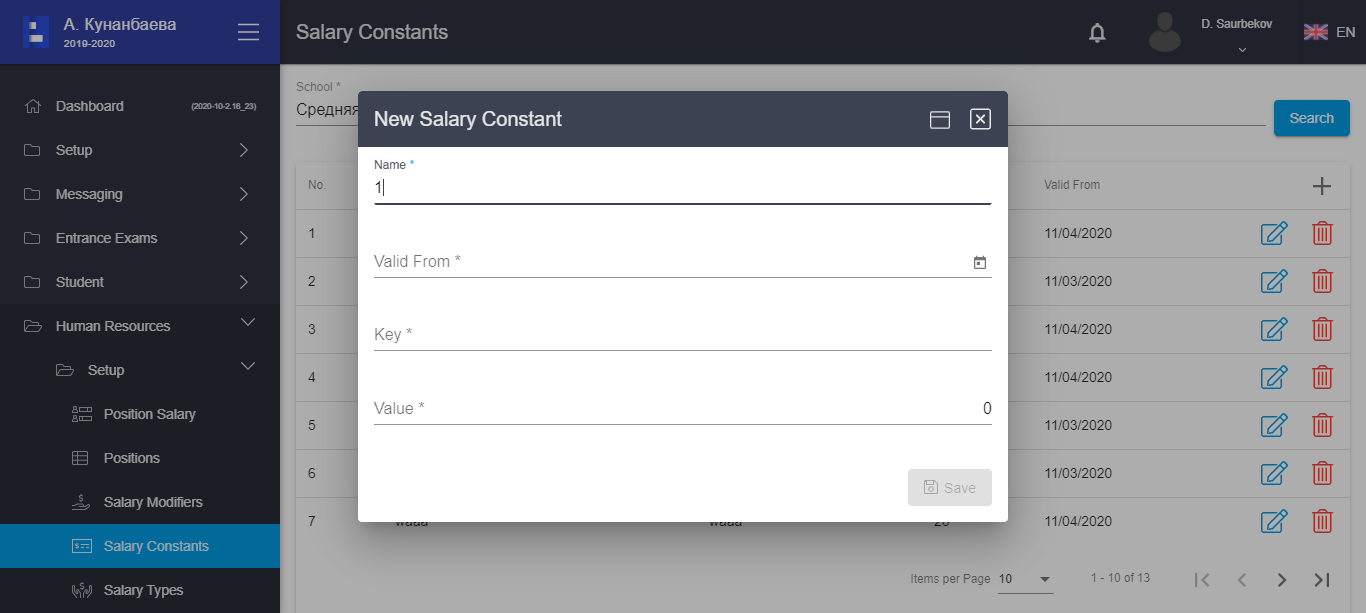 А. Кунанбаева
2019-2020
Salary Constants
D. Saurbekov
EN
Dashboard
(2020-10-2.16_23)
Setup
Messaging
Entrance Exams
Student
Human Resources
Setup
Position Salary
Positions
Salary Modifiers
Salary Constants
Salary Types
School *
Средняя
Search
New Salary Constant
Name *
1
Valid From *
Key *
Value *
0
Save
No.
Valid From
1
11/04/2020
2
11/03/2020
3
11/04/2020
4
11/04/2020
5
11/03/2020
6
11/03/2020
7
11/04/2020
Items per Page
10
1 - 10 of 13